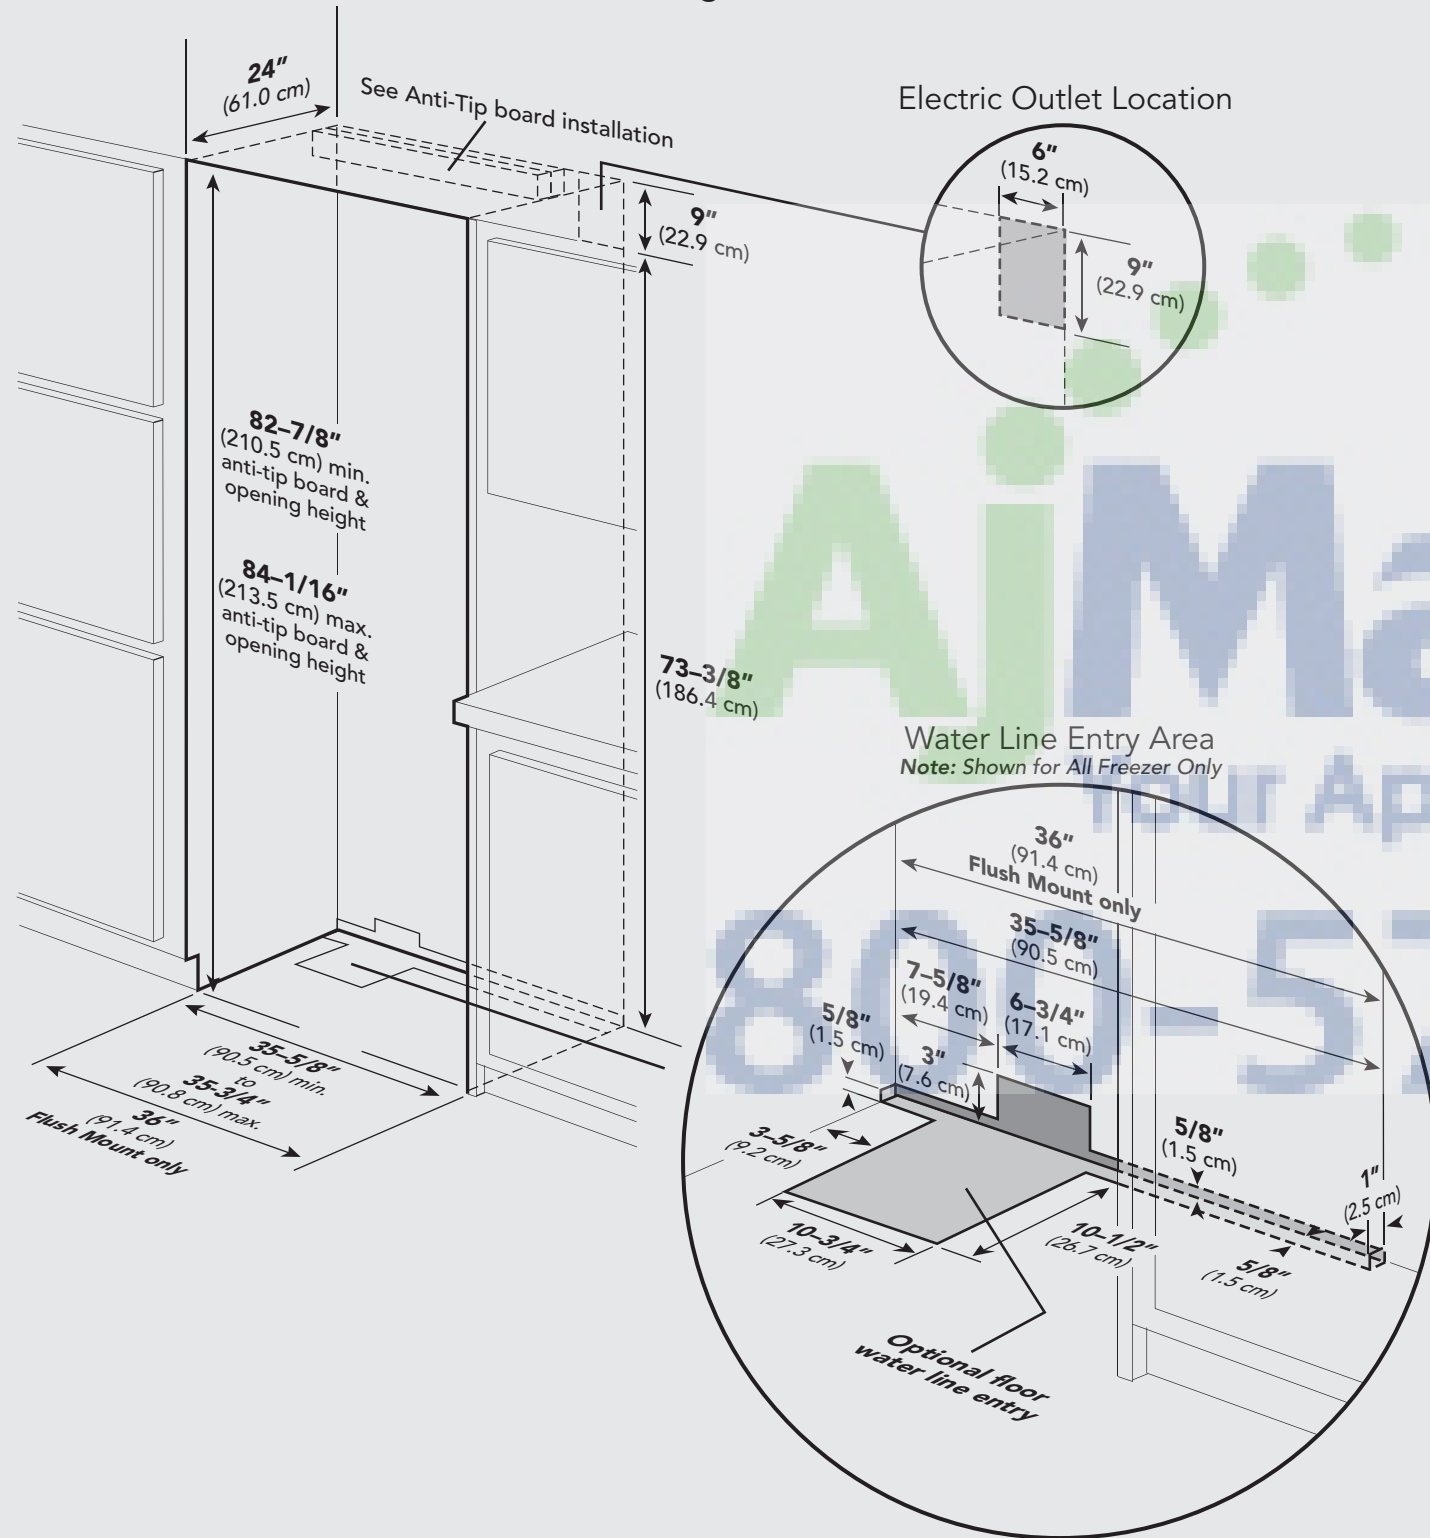 24"
(61.0 cm)
See Anti-Tip board installation
9"
(22.9 cm)
Electric Outlet Location
6"
(15.2 cm)
9"
(22.9 cm)
82–7/8"
(210.5 cm) min.
anti-tip board &
opening height
84–1/16"
(213.5 cm) max.
anti-tip board &
opening height
73–3/8"
(186.4 cm)
35–5/8"
(90.5 cm) min.
to
35-3/4"
(90.8 cm) max.
36"
(91.4 cm)
Flush Mount only
Water Line Entry Area
Note: Shown for All Freezer Only
36"
(91.4 cm)
Flush Mount only
35–5/8"
(90.5 cm)
7–5/8"
(19.4 cm)
6–3/4"
(17.1 cm)
5/8"
(1.5 cm)
3"
(7.6 cm)
3–5/8"
(9.2 cm)
10–3/4"
(27.3 cm)
10–1/2"
(26.7 cm)
5/8"
(1.5 cm)
1"
(2.5 cm)
5/8"
(1.5 cm)
Optional floor
water line entry
AjMa
Your Ap
800-5